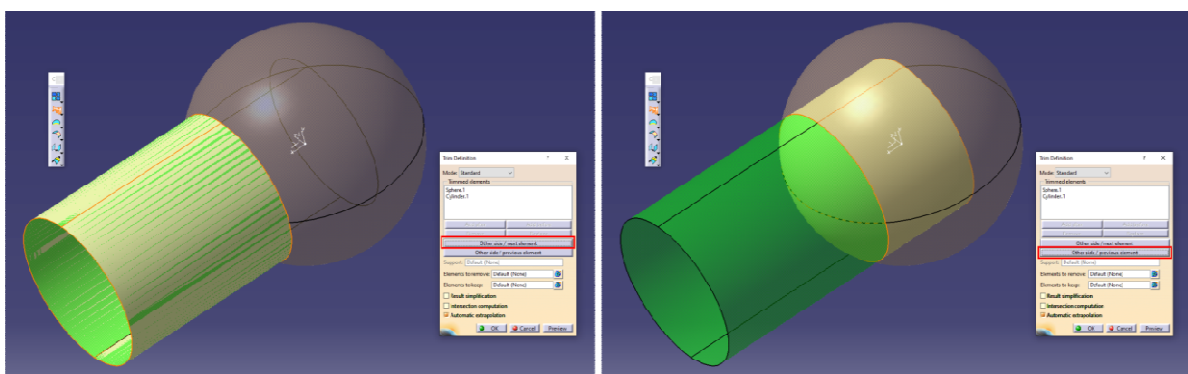 Trim Definition
? X
Mode: Standard
Trimmed elements
Sphere.1
Cylinder.1
Other side / next element
Other side / previous element
Support: Default (None)
Elements to remove: Default (None)
Elements to keep: Default (None)
Result simplification
Intersection computation
Automatic extrapolation
OK Cancel Preview
Trim Definition
? X
Mode: Standard
Trimmed elements
Sphere.1
Cylinder.1
Other side / next element
Other side / previous element
Support: Default (None)
Elements to remove: Default (None)
Elements to keep: Default (None)
Result simplification
Intersection computation
Automatic extrapolation
OK Cancel Preview